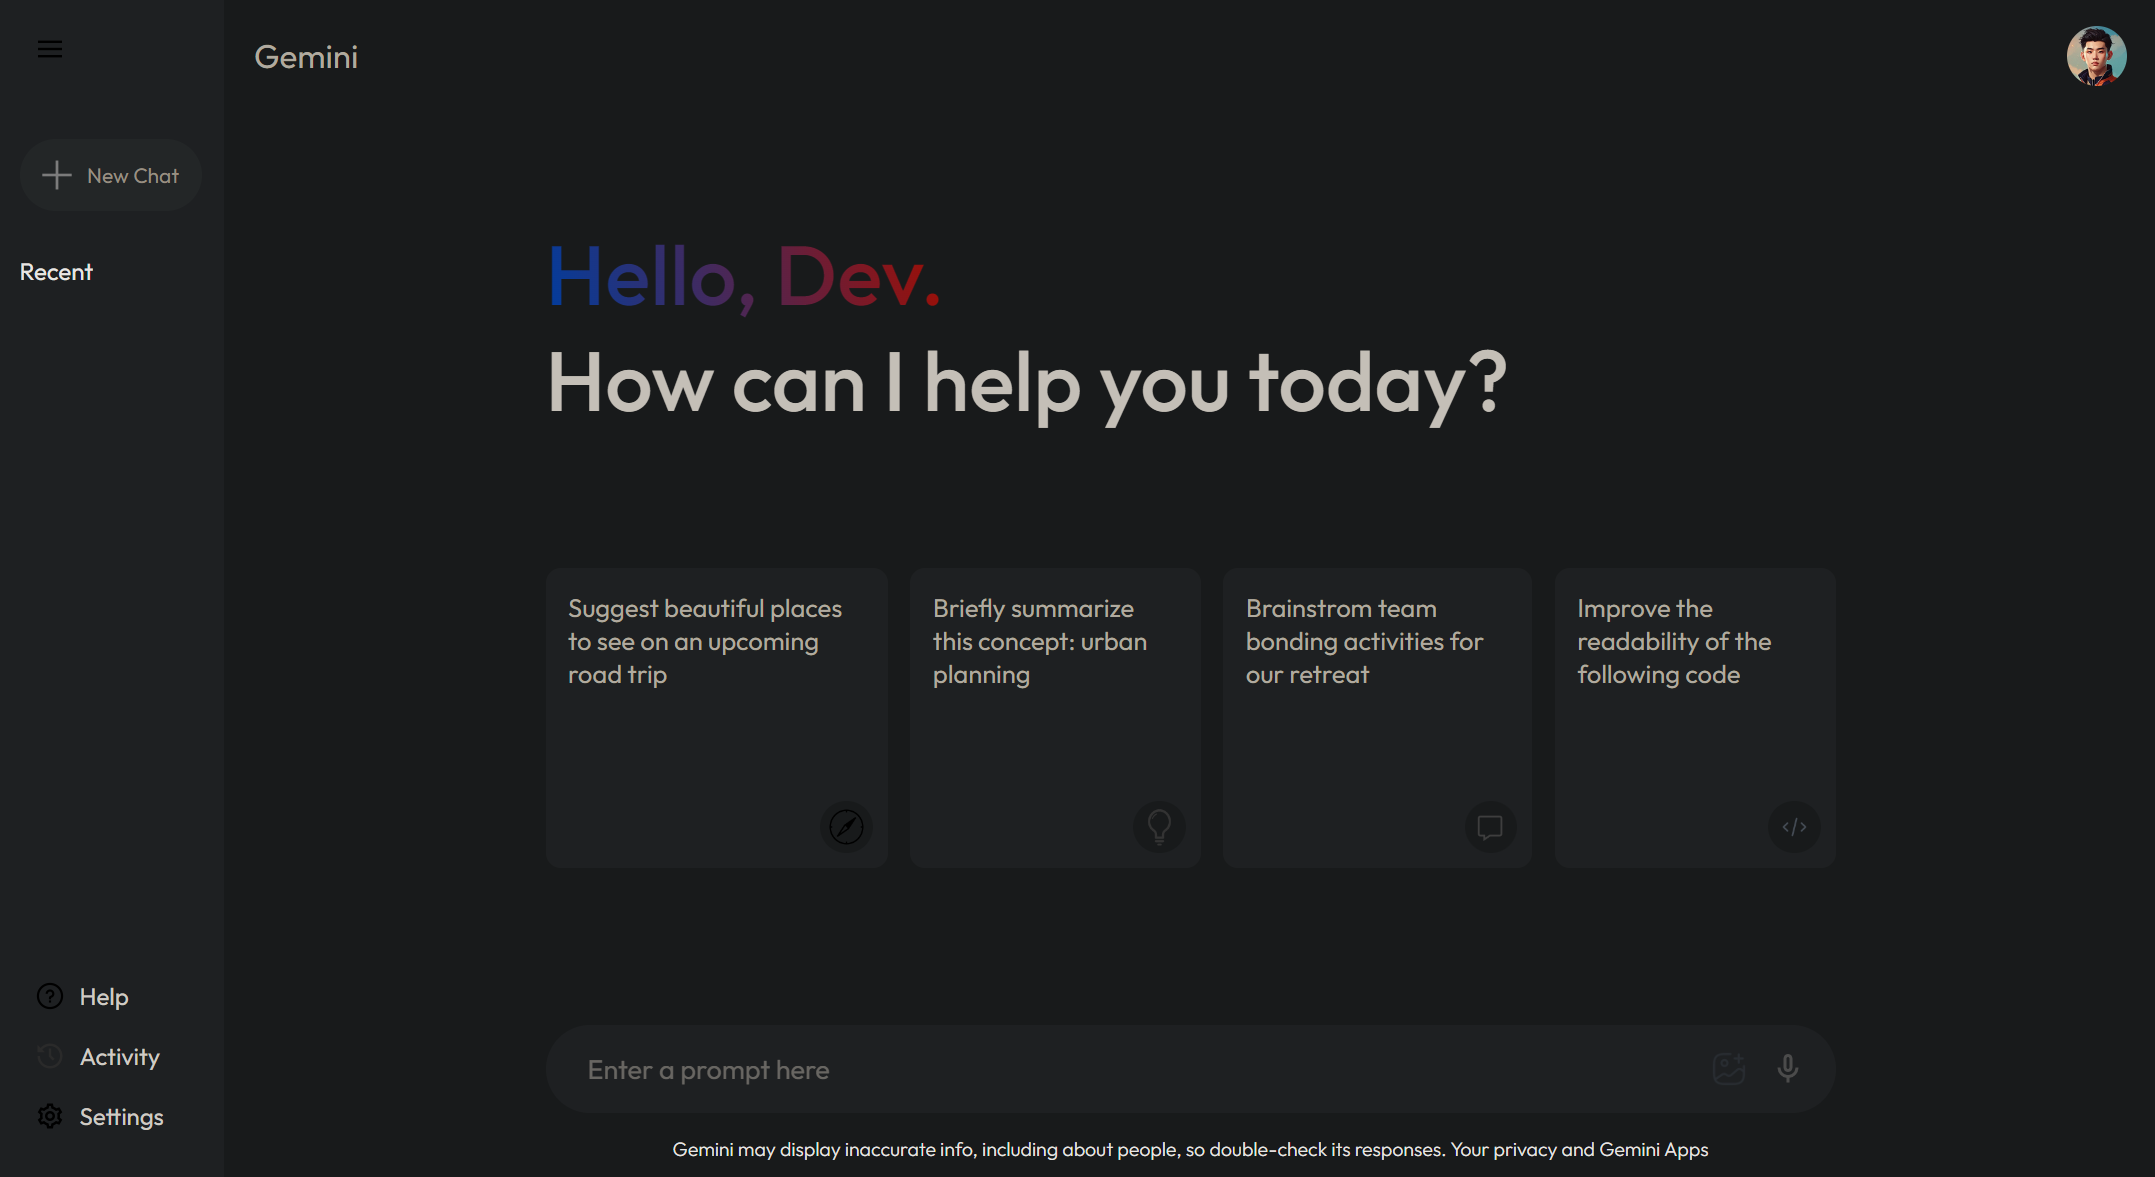 Gemini
New Chat
Recent
Hello, Dev.
How can I help you today?
Suggest beautiful places
to see on an upcoming
road trip
Briefly summarize
this concept: urban
planning
Brainstrom team
bonding activities for
our retreat
Improve the
readability of the
following code
Help
Activity
Settings
Enter a prompt here
Gemini may display inaccurate info, including about people, so double-check its responses. Your privacy and Gemini Apps